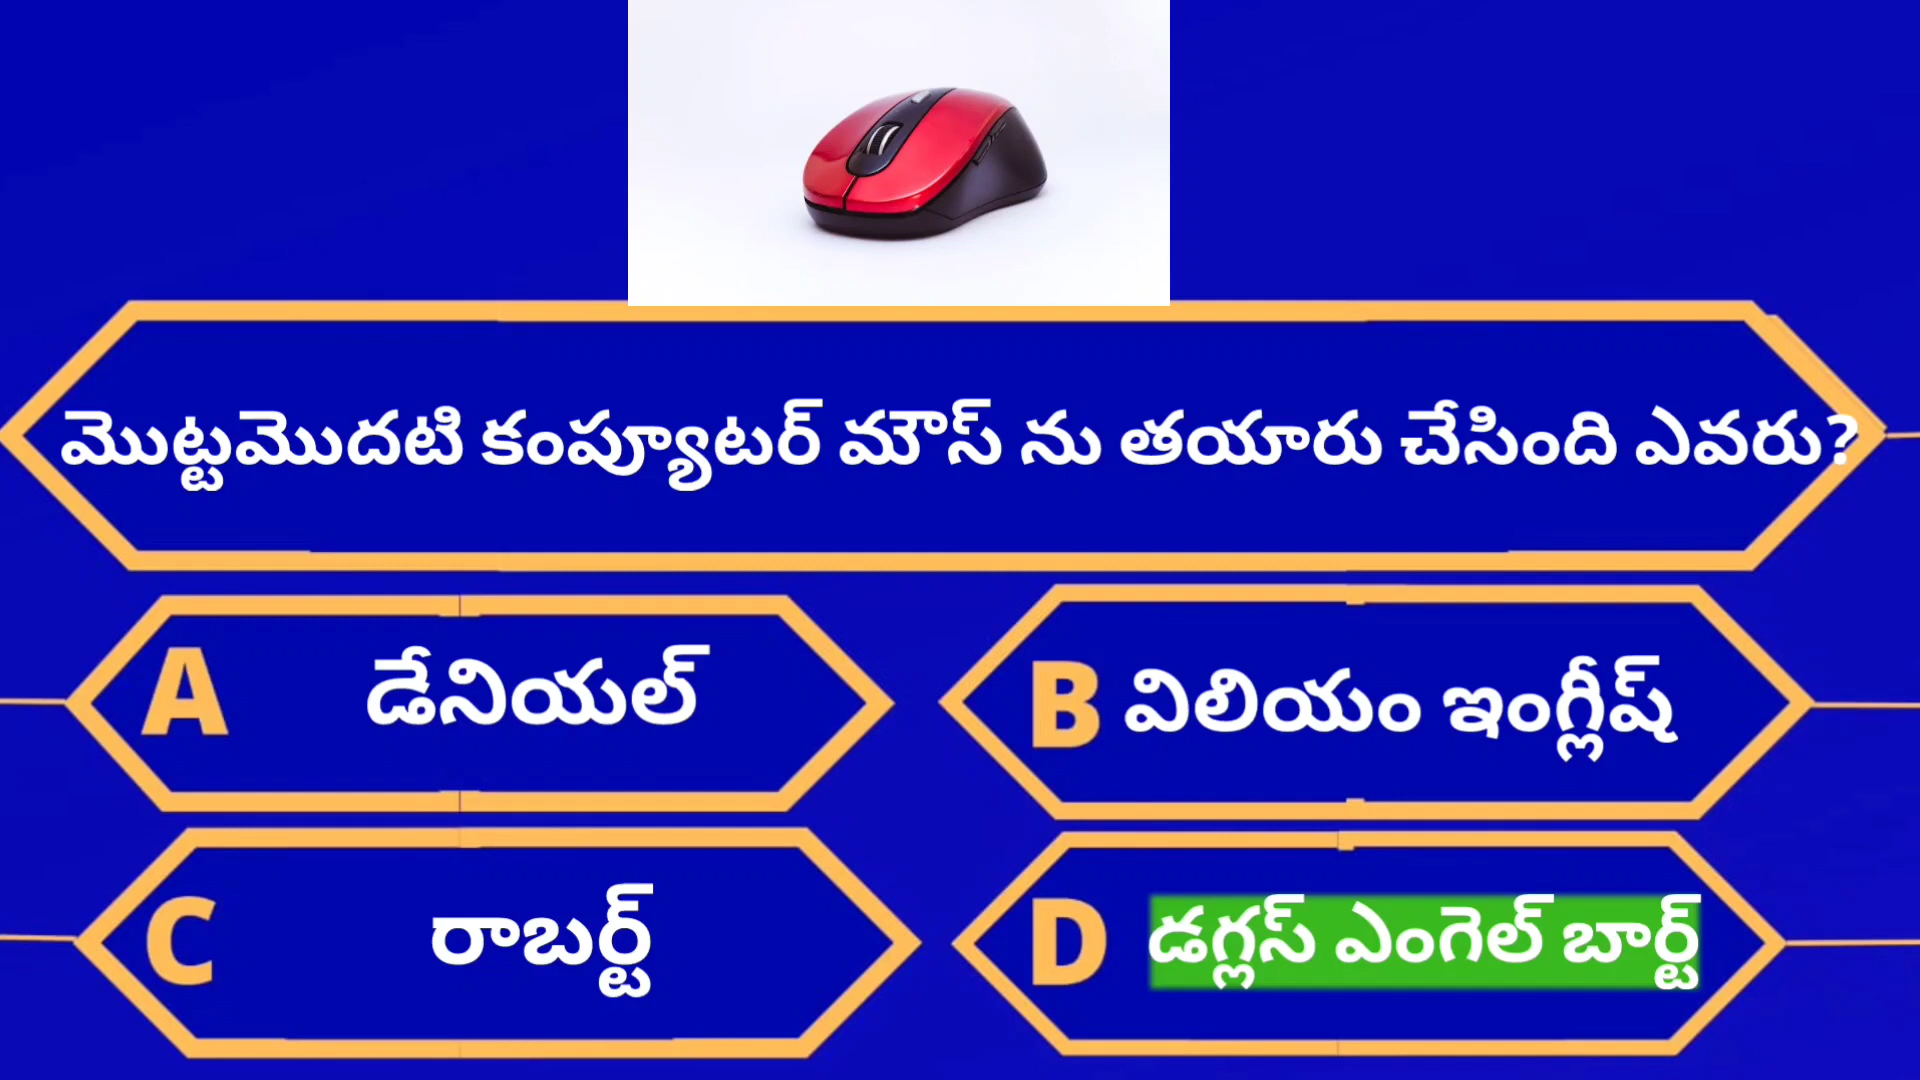 మొట్టమొదటి కంప్యూటర్ మౌస్ ను తయారు చేసింది ఎవరు?
A డేనియల్
B విలియం ఇంగ్లీష్
C రాబర్ట్
D డగ్లస్ ఎంగెల్ బార్ట్